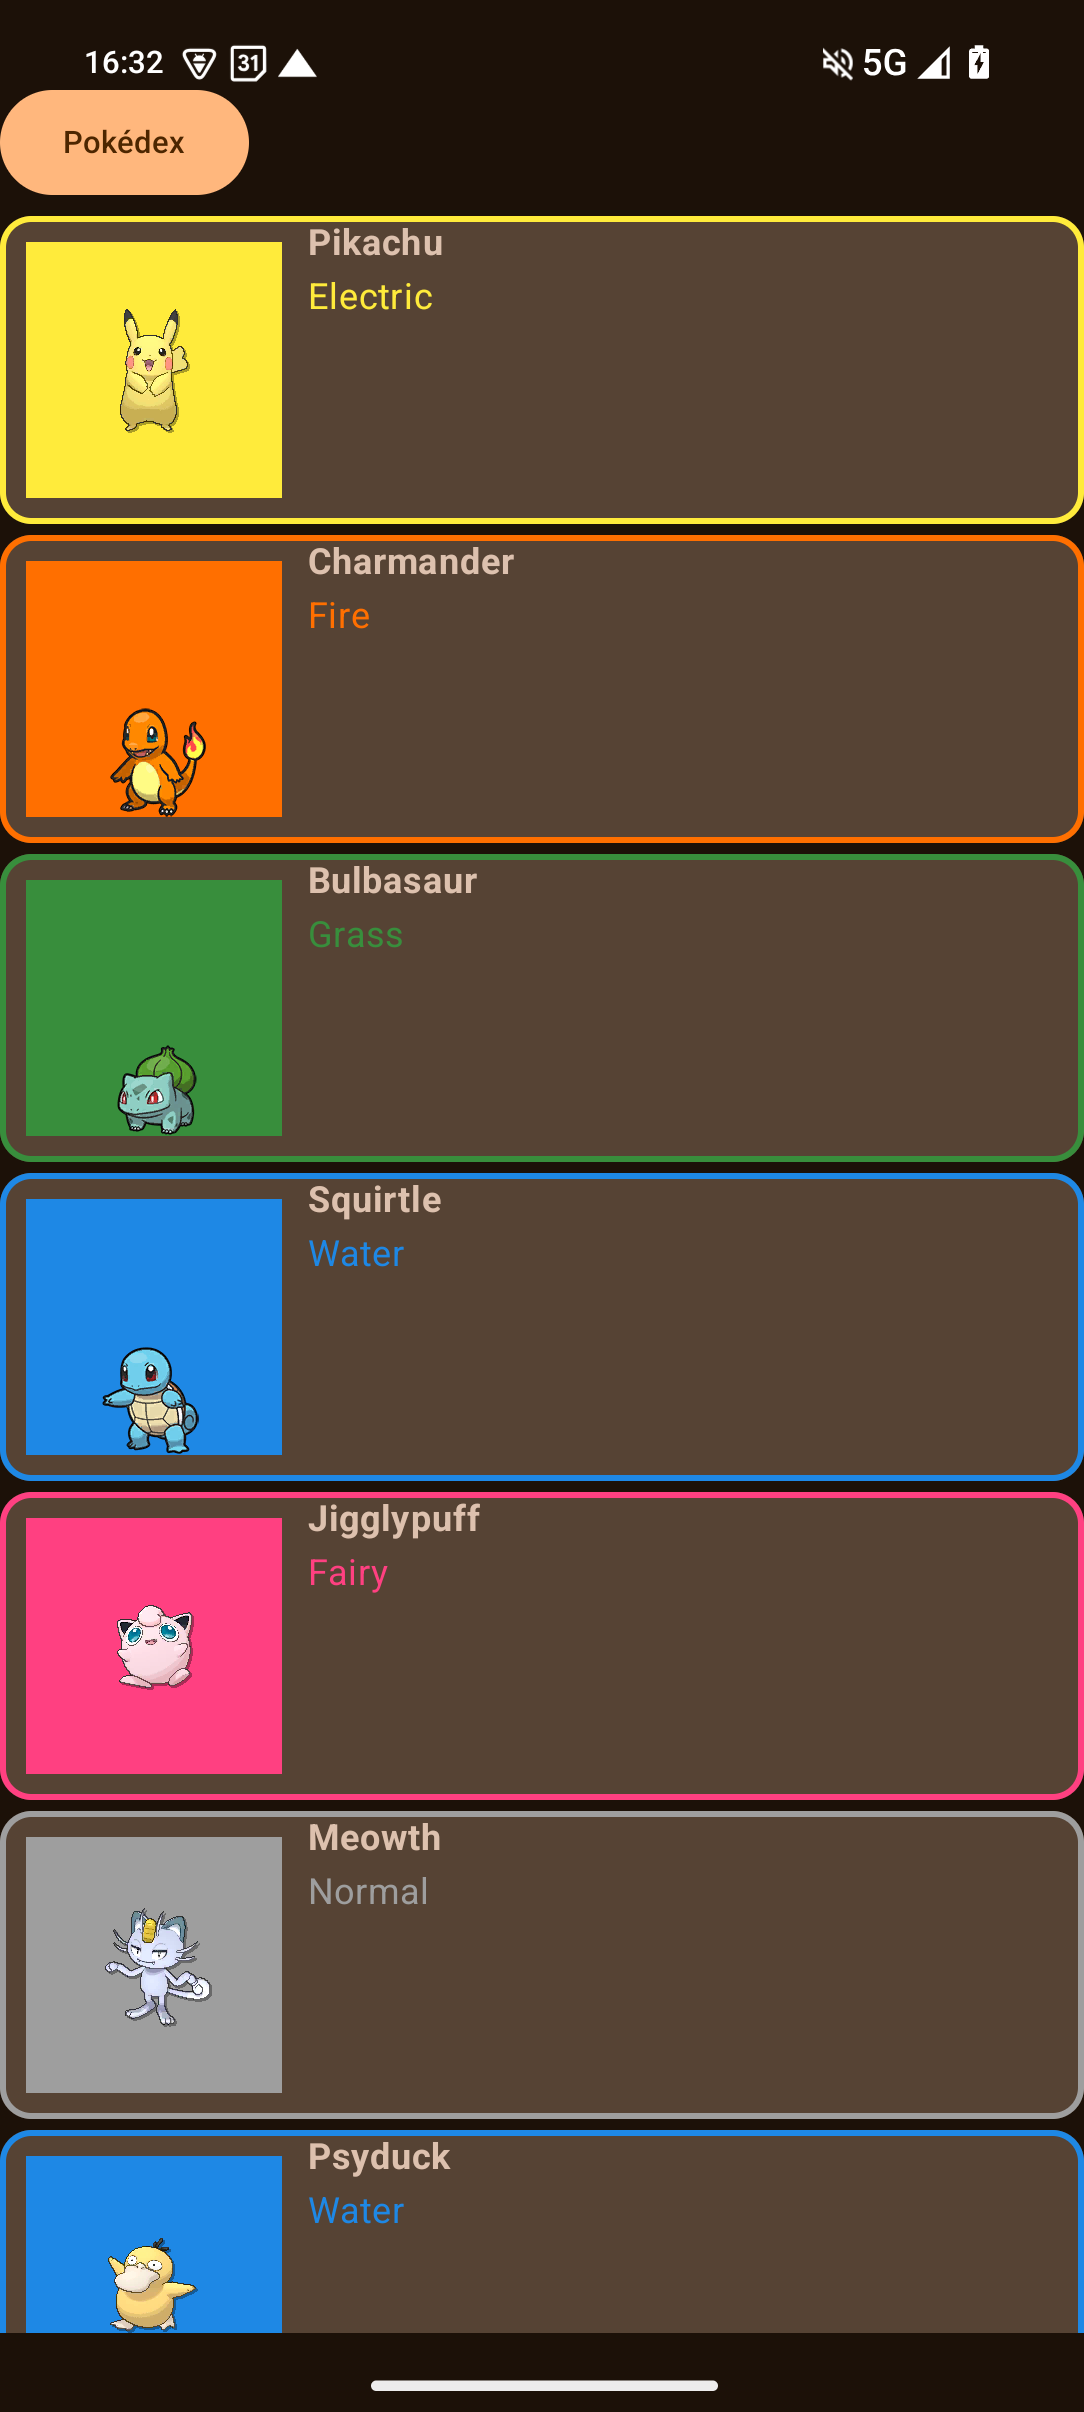 16:32 31 5G
Pokédex
Pikachu
Electric
Charmander
Fire
Bulbasaur
Grass
Squirtle
Water
Jigglypuff
Fairy
Meowth
Normal
Psyduck
Water